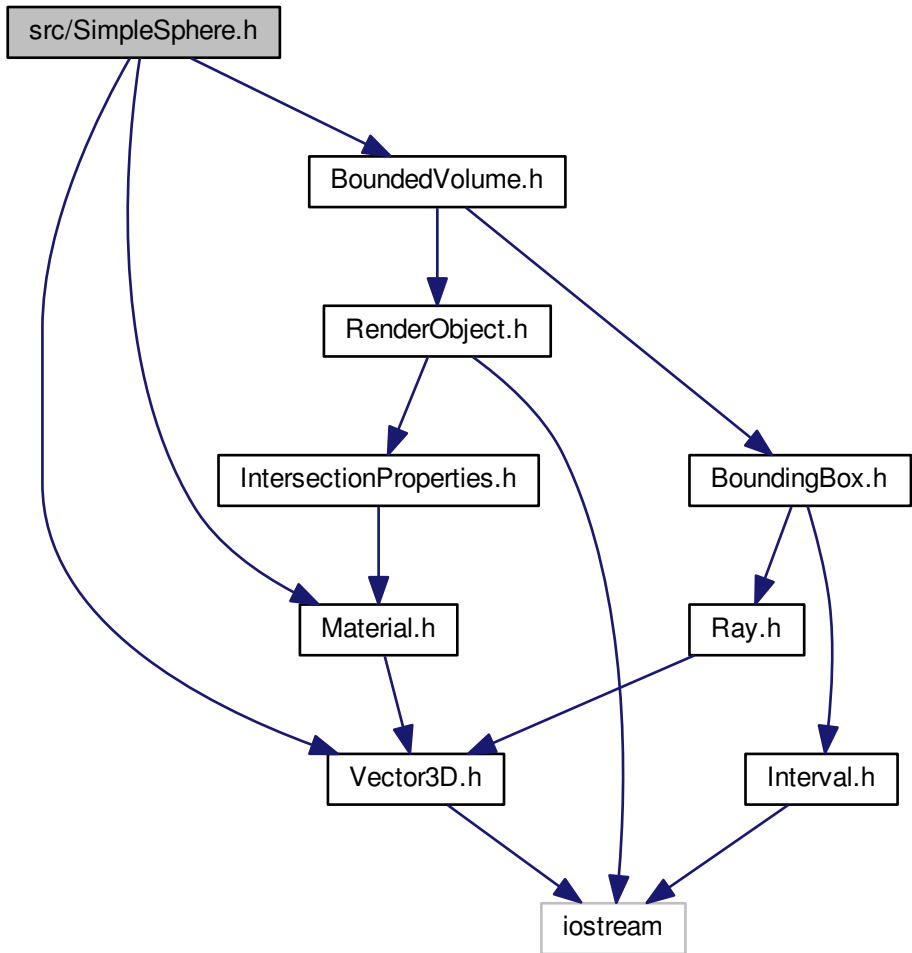 src/SimpleSphere.h
BoundedVolume.h
RenderObject.h
IntersectionProperties.h
BoundingBox.h
Material.h
Ray.h
Vector3D.h
Interval.h
iostream